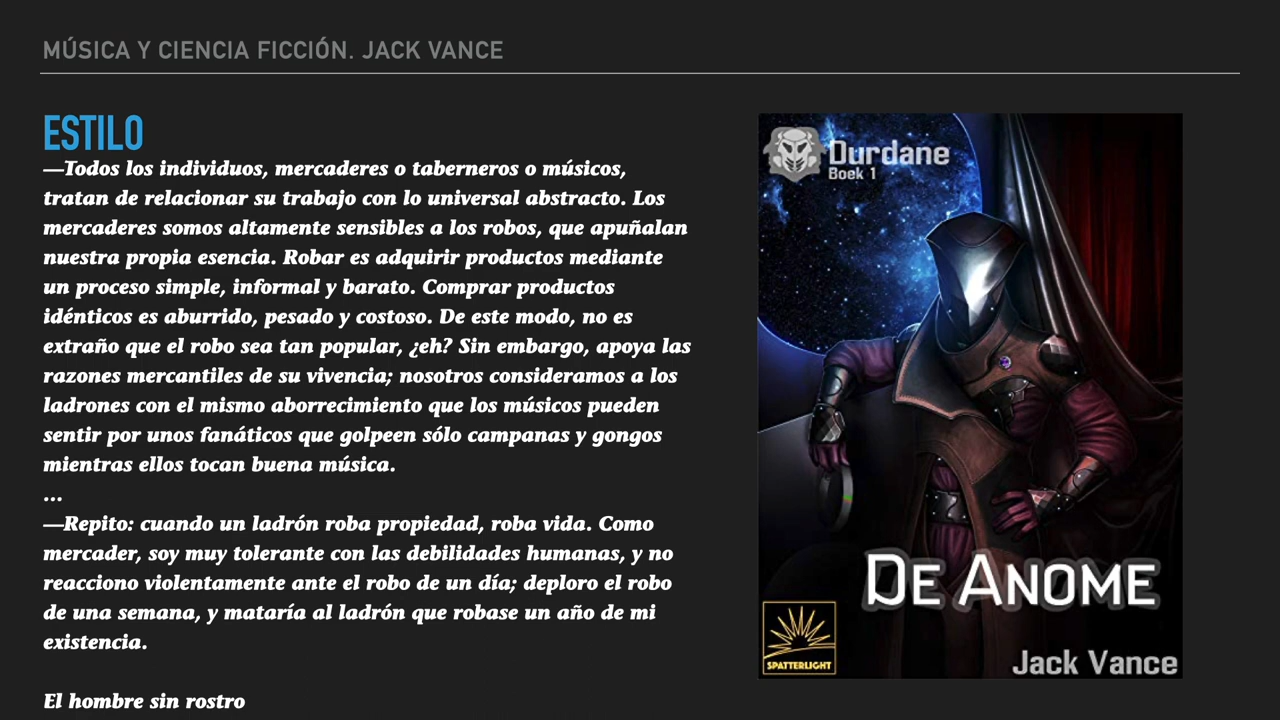 MÚSICA Y CIENCIA FICCIÓN. JACK VANCE
ESTILO
—Todos los individuos, mercaderes o taberneros o músicos,
tratan de relacionar su trabajo con lo universal abstracto. Los
mercaderes somos altamente sensibles a los robos, que apuñalan
nuestra propia esencia. Robar es adquirir productos mediante
un proceso simple, informal y barato. Comprar productos
idénticos es aburrido, pesado y costoso. De este modo, no es
extraño que el robo sea tan popular, ¿eh? Sin embargo, apoya las
razones mercantiles de su vivencia; nosotros consideramos a los
ladrones con el mismo aborrecimiento que los músicos pueden
sentir por unos fanáticos que golpeen sólo campanas y gongos
mientras ellos tocan buena música.
...
—Repito: cuando un ladrón roba propiedad, roba vida. Como
mercader, soy muy tolerante con las debilidades humanas, y no
reacciono violentamente ante el robo de un día; deploro el robo
de una semana, y mataría al ladrón que robase un año de mi
existencia.
El hombre sin rostro
Durdane
Boek 1
De Anome
SPATTERLIGHT
Jack Vance